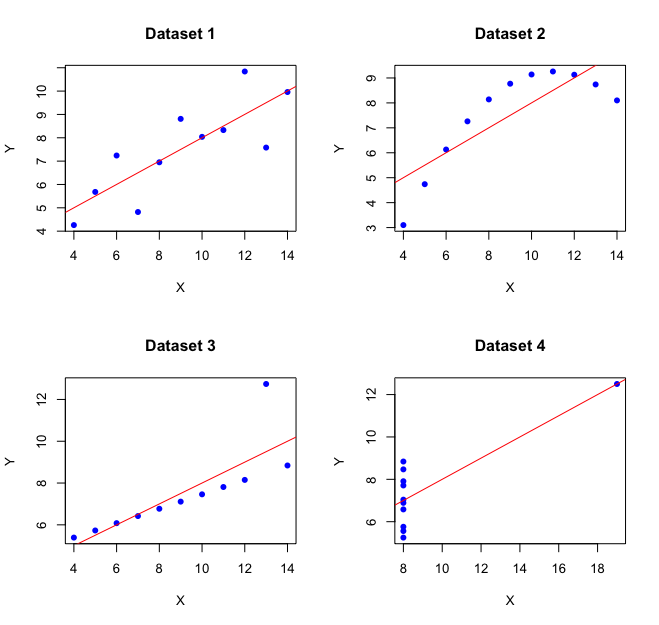 Dataset 1
Y
4 5 6 7 8 9 10
4 6 8 10 12 14
X
Dataset 2
Y
3 4 5 6 7 8 9
4 6 8 10 12 14
X
Dataset 3
Y
6 8 10 12
4 6 8 10 12 14
X
Dataset 4
Y
6 8 10 12
8 10 12 14 16 18
X